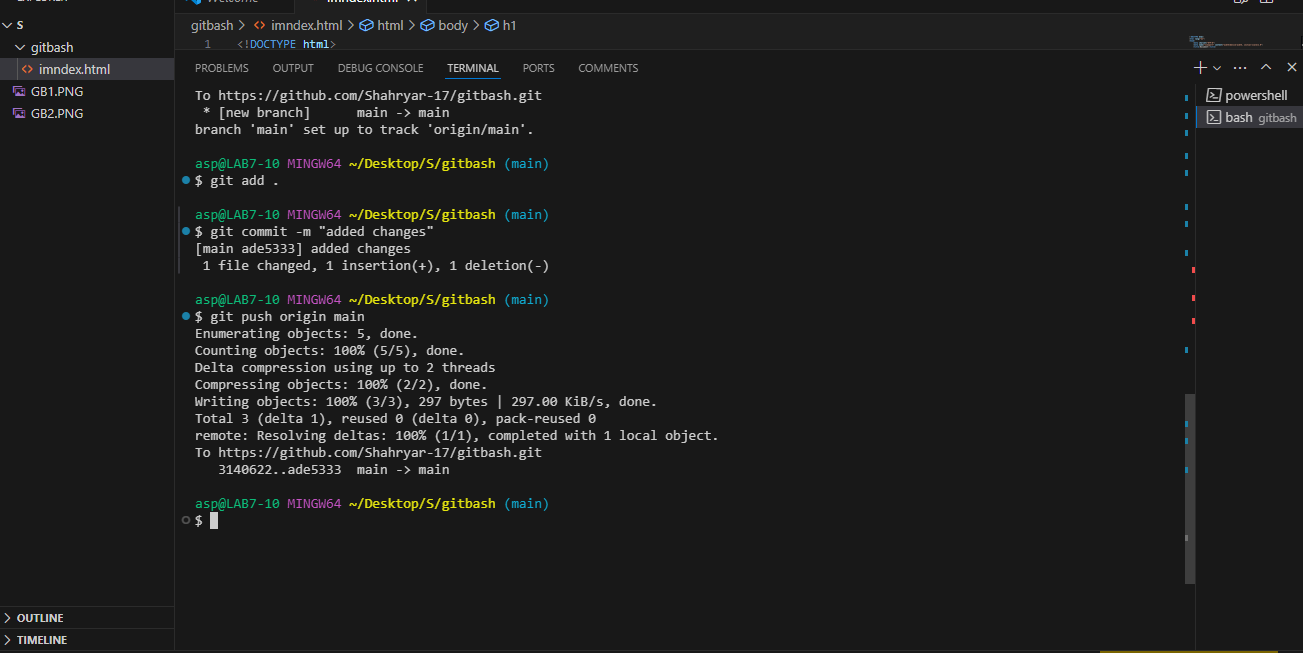 S
gitbash
imndex.html
GB1.PNG
GB2.PNG
OUTLINE
TIMELINE
gitbash > imndex.html > html > body > h1
1 <!DOCTYPE html>
PROBLEMS OUTPUT DEBUG CONSOLE TERMINAL PORTS COMMENTS
To https://github.com/Shahryar-17/gitbash.git
 * [new branch]      main -> main
branch 'main' set up to track 'origin/main'.
asp@LAB7-10 MINGW64 ~/Desktop/S/gitbash (main)
$ git add .
asp@LAB7-10 MINGW64 ~/Desktop/S/gitbash (main)
$ git commit -m "added changes"
[main ade5333] added changes
 1 file changed, 1 insertion(+), 1 deletion(-)
asp@LAB7-10 MINGW64 ~/Desktop/S/gitbash (main)
$ git push origin main
Enumerating objects: 5, done.
Counting objects: 100% (5/5), done.
Delta compression using up to 2 threads
Compressing objects: 100% (2/2), done.
Writing objects: 100% (3/3), 297 bytes | 297.00 KiB/s, done.
Total 3 (delta 1), reused 0 (delta 0), pack-reused 0
remote: Resolving deltas: 100% (1/1), completed with 1 local object.
To https://github.com/Shahryar-17/gitbash.git
   3140622..ade5333  main -> main
asp@LAB7-10 MINGW64 ~/Desktop/S/gitbash (main)
$
powershell
bash gitbash